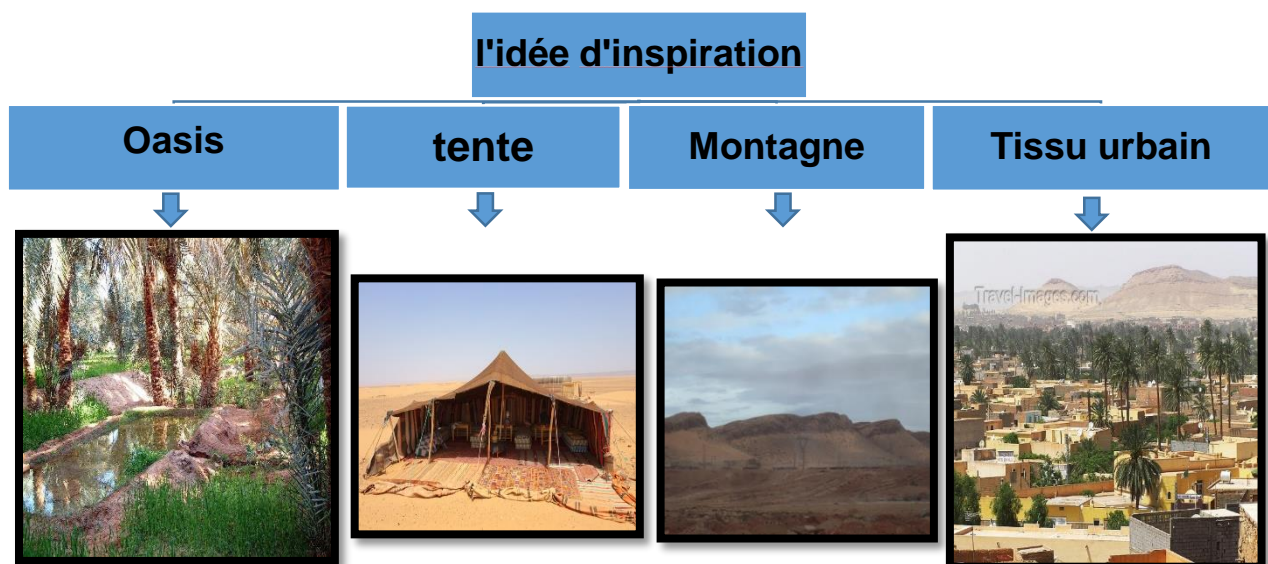 l'idée d'inspiration
Oasis
tente
Montagne
Tissu urbain
Travel-Images.com